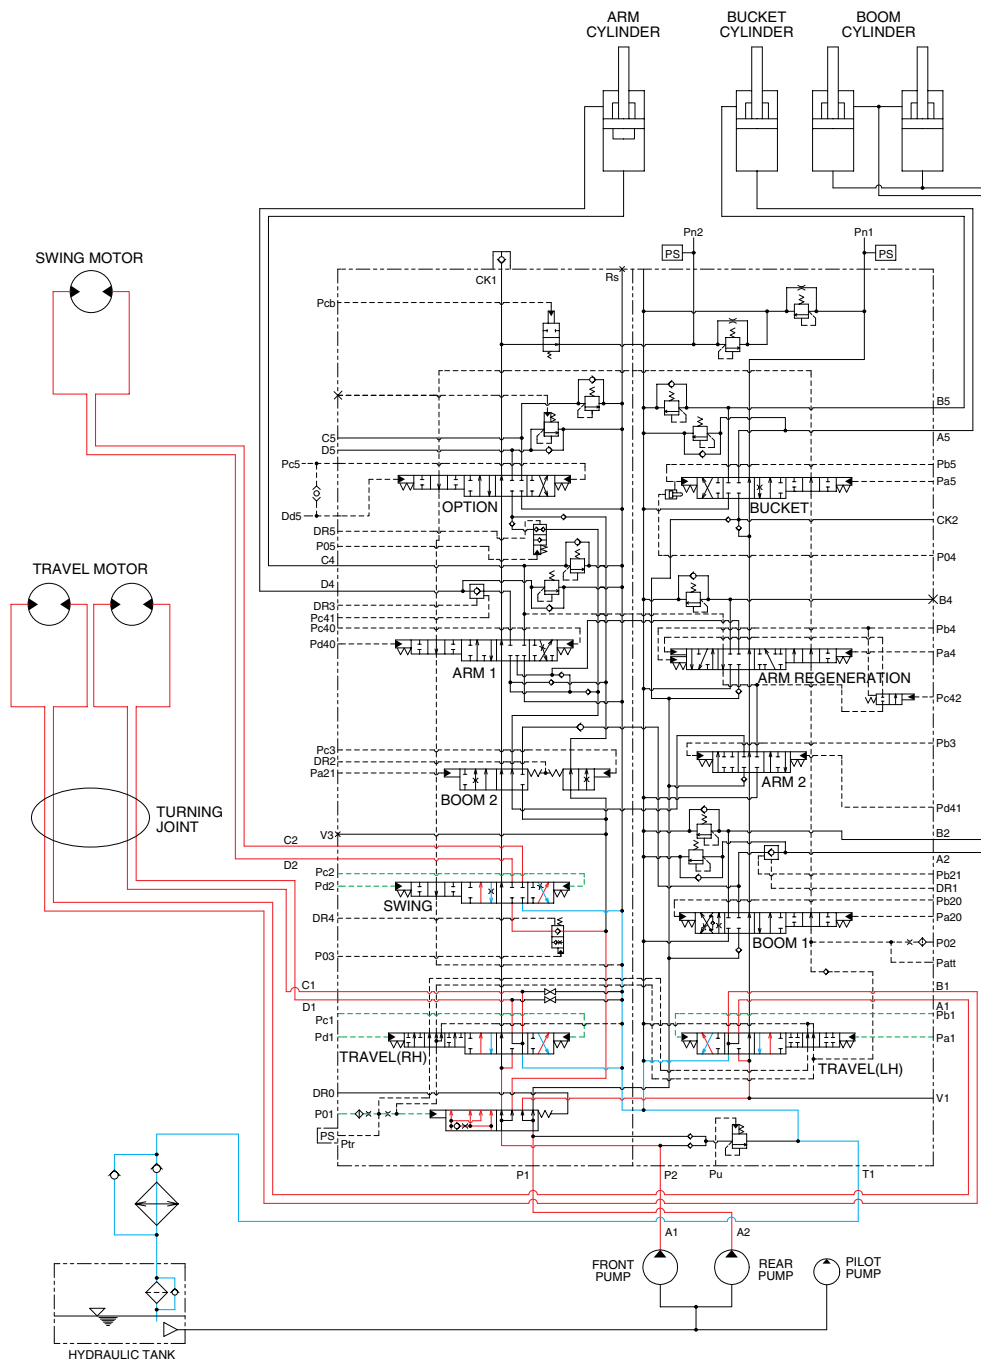 ARM
CYLINDER
BUCKET
CYLINDER
BOOM
CYLINDER
Pn2
Pn1
PS
PS
SWING MOTOR
CK1
Rs
Pcb
B5
C5
A5
D5
Pc5
Pb5
Pa5
OPTION
BUCKET
Dd5
CK2
DR5
P05
P04
C4
TRAVEL MOTOR
D4
B4
DR3
Pc41
Pc40
Pb4
Pd40
Pa4
ARM 1
ARM REGENERATION
Pc42
Pc3
Pb3
DR2
Pa21
ARM 2
BOOM 2
TURNING
JOINT
Pd41
V3
B2
C2
A2
D2
Pc2
Pb21
Pd2
DR1
SWING
Pb20
DR4
Pa20
BOOM 1
P02
P03
Patt
C1
B1
D1
A1
Pc1
Pb1
Pd1
Pa1
TRAVEL(RH)
TRAVEL(LH)
DR0
V1
P01
PS
Ptr
P1
P2
Pu
T1
A1
A2
FRONT
PUMP
REAR
PUMP
PILOT
PUMP
HYDRAULIC TANK